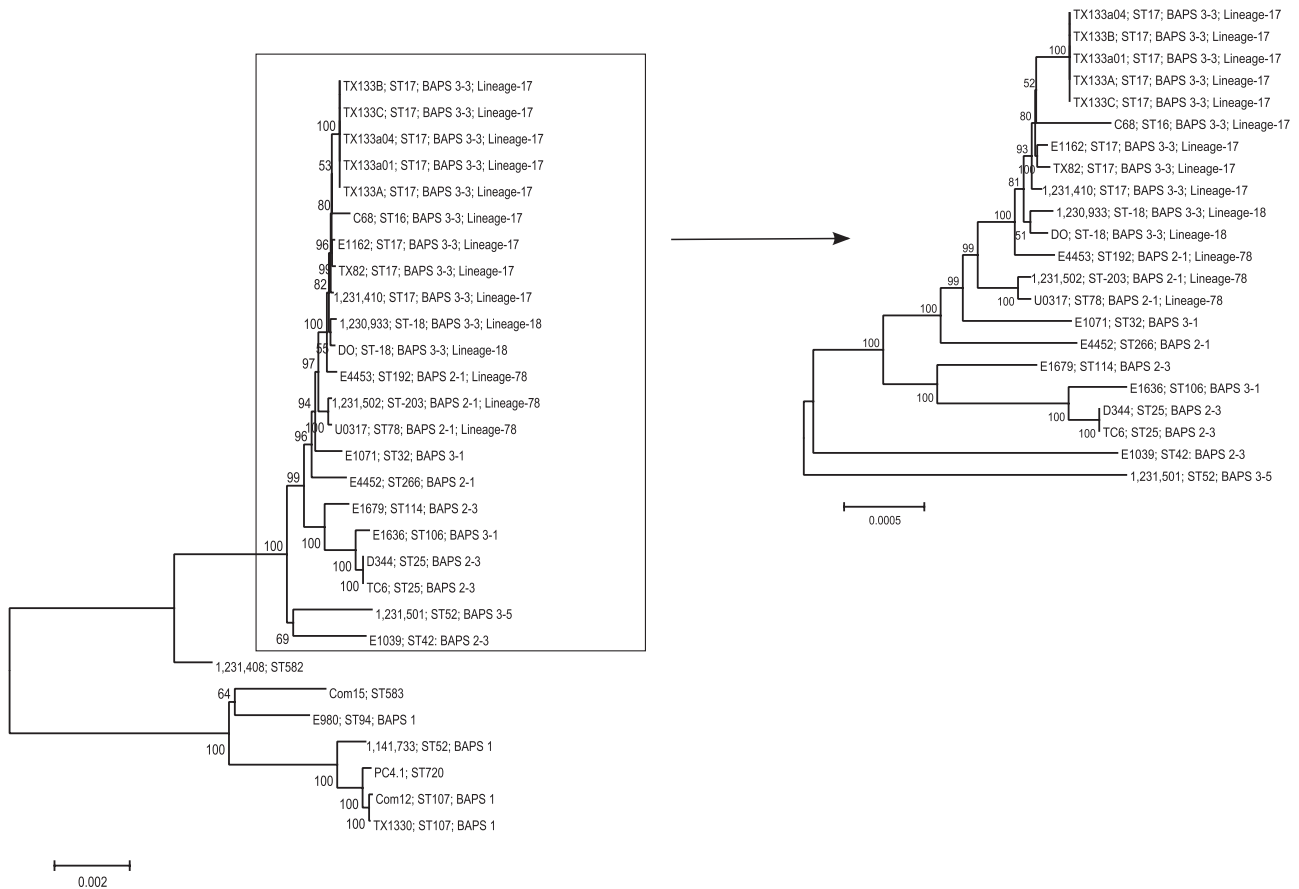 TX133B; ST17; BAPS 3-3; Lineage-17
TX133C; ST17; BAPS 3-3; Lineage-17
100
TX133a04; ST17; BAPS 3-3; Lineage-17
53
TX133a01; ST17; BAPS 3-3; Lineage-17
TX133A; ST17; BAPS 3-3; Lineage-17
80
C68; ST16; BAPS 3-3; Lineage-17
96
E1162; ST17; BAPS 3-3; Lineage-17
99
TX82; ST17; BAPS 3-3; Lineage-17
82
1,231,410; ST17; BAPS 3-3; Lineage-17
100
1,230,933; ST-18; BAPS 3-3; Lineage-18
55
DO; ST-18; BAPS 3-3; Lineage-18
97
E4453; ST192; BAPS 2-1; Lineage-78
94
1,231,502; ST-203; BAPS 2-1; Lineage-78
100
U0317; ST78; BAPS 2-1; Lineage-78
96
E1071; ST32; BAPS 3-1
99
E4452; ST266; BAPS 2-1
E1679; ST114; BAPS 2-3
100
E1636; ST106; BAPS 3-1
100
100
D344; ST25; BAPS 2-3
100
TC6; ST25; BAPS 2-3
1,231,501; ST52; BAPS 3-5
69
E1039; ST42: BAPS 2-3
1,231,408; ST582
64
Com15; ST583
E980; ST94; BAPS 1
100
1,141,733; ST52; BAPS 1
100
PC4.1; ST720
100
Com12; ST107; BAPS 1
100
TX1330; ST107; BAPS 1
0.002
TX133a04; ST17; BAPS 3-3; Lineage-17
TX133B; ST17; BAPS 3-3; Lineage-17
100
TX133a01; ST17; BAPS 3-3; Lineage-17
52
TX133A; ST17; BAPS 3-3; Lineage-17
TX133C; ST17; BAPS 3-3; Lineage-17
80
C68; ST16; BAPS 3-3; Lineage-17
93
E1162; ST17; BAPS 3-3; Lineage-17
100
TX82; ST17; BAPS 3-3; Lineage-17
81
1,231,410; ST17; BAPS 3-3; Lineage-17
100
1,230,933; ST-18; BAPS 3-3; Lineage-18
51
DO; ST-18; BAPS 3-3; Lineage-18
99
E4453; ST192; BAPS 2-1; Lineage-78
99
1,231,502; ST-203; BAPS 2-1; Lineage-78
100
U0317; ST78; BAPS 2-1; Lineage-78
100
E1071; ST32; BAPS 3-1
100
E4452; ST266; BAPS 2-1
E1679; ST114; BAPS 2-3
100
E1636; ST106; BAPS 3-1
100
D344; ST25; BAPS 2-3
100
TC6; ST25; BAPS 2-3
E1039; ST42: BAPS 2-3
1,231,501; ST52; BAPS 3-5
0.0005